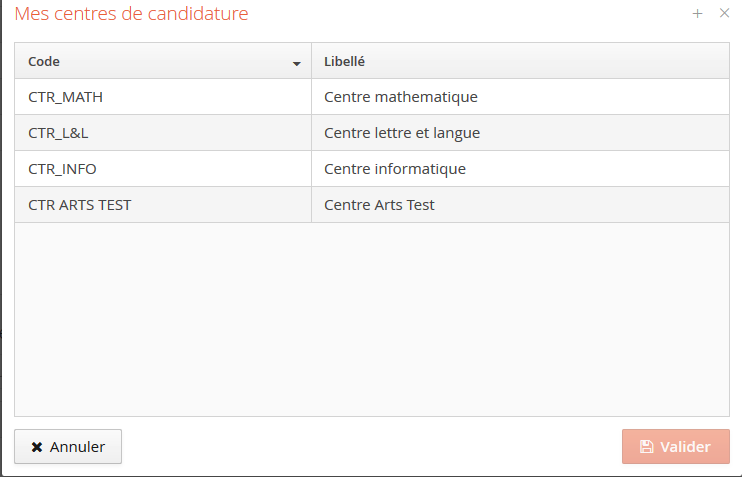 Mes centres de candidature
Code Libellé
CTR_MATH Centre mathematique
CTR_L&L Centre lettre et langue
CTR_INFO Centre informatique
CTR ARTS TEST Centre Arts Test
Annuler Valider